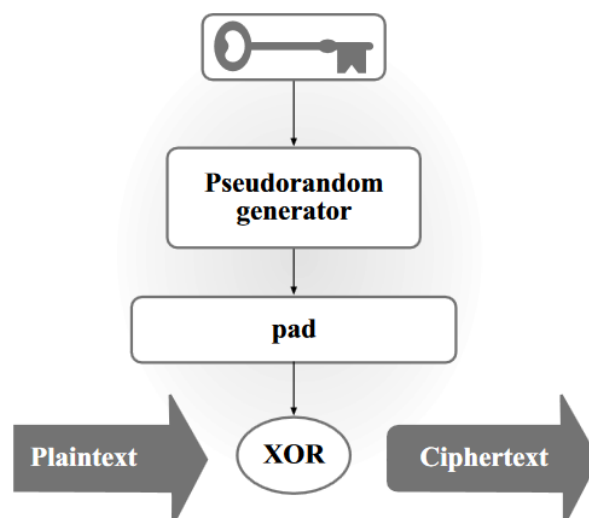 Pseudorandom
generator
pad
Plaintext
XOR
Ciphertext